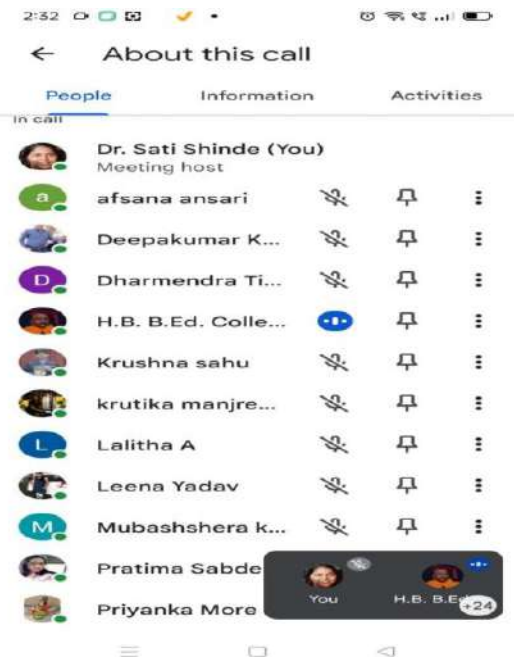 2:32
About this call
People Information Activities
In call
Dr. Sati Shinde (You)
Meeting host
a afsana ansari
Deepakumar K...
D Dharmendra Ti...
H.B. B.Ed. Colle...
Krushna sahu
krutika manjre...
L Lalitha A
Leena Yadav
M Mubashshera k...
Pratima Sabde
Priyanka More
You H.B. B.Ed
+24